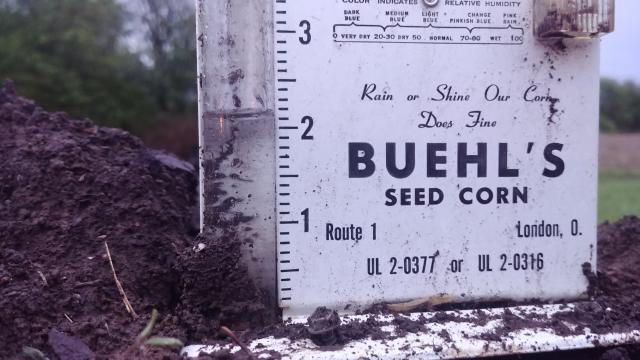 COLOR INDICATES RELATIVE HUMIDITY
DARK BLUE MEDIUM BLUE LIGHT BLUE CHANGE PINKISH BLUE PINK RAIN
0 VERY DRY 20-30 DRY 50 NORMAL 70-80 WET 100
3
Rain or Shine Our Corn
Does Fine
2
BUEHL'S
SEED CORN
1
Route 1 London, O.
UL 2-0377 or UL 2-0316